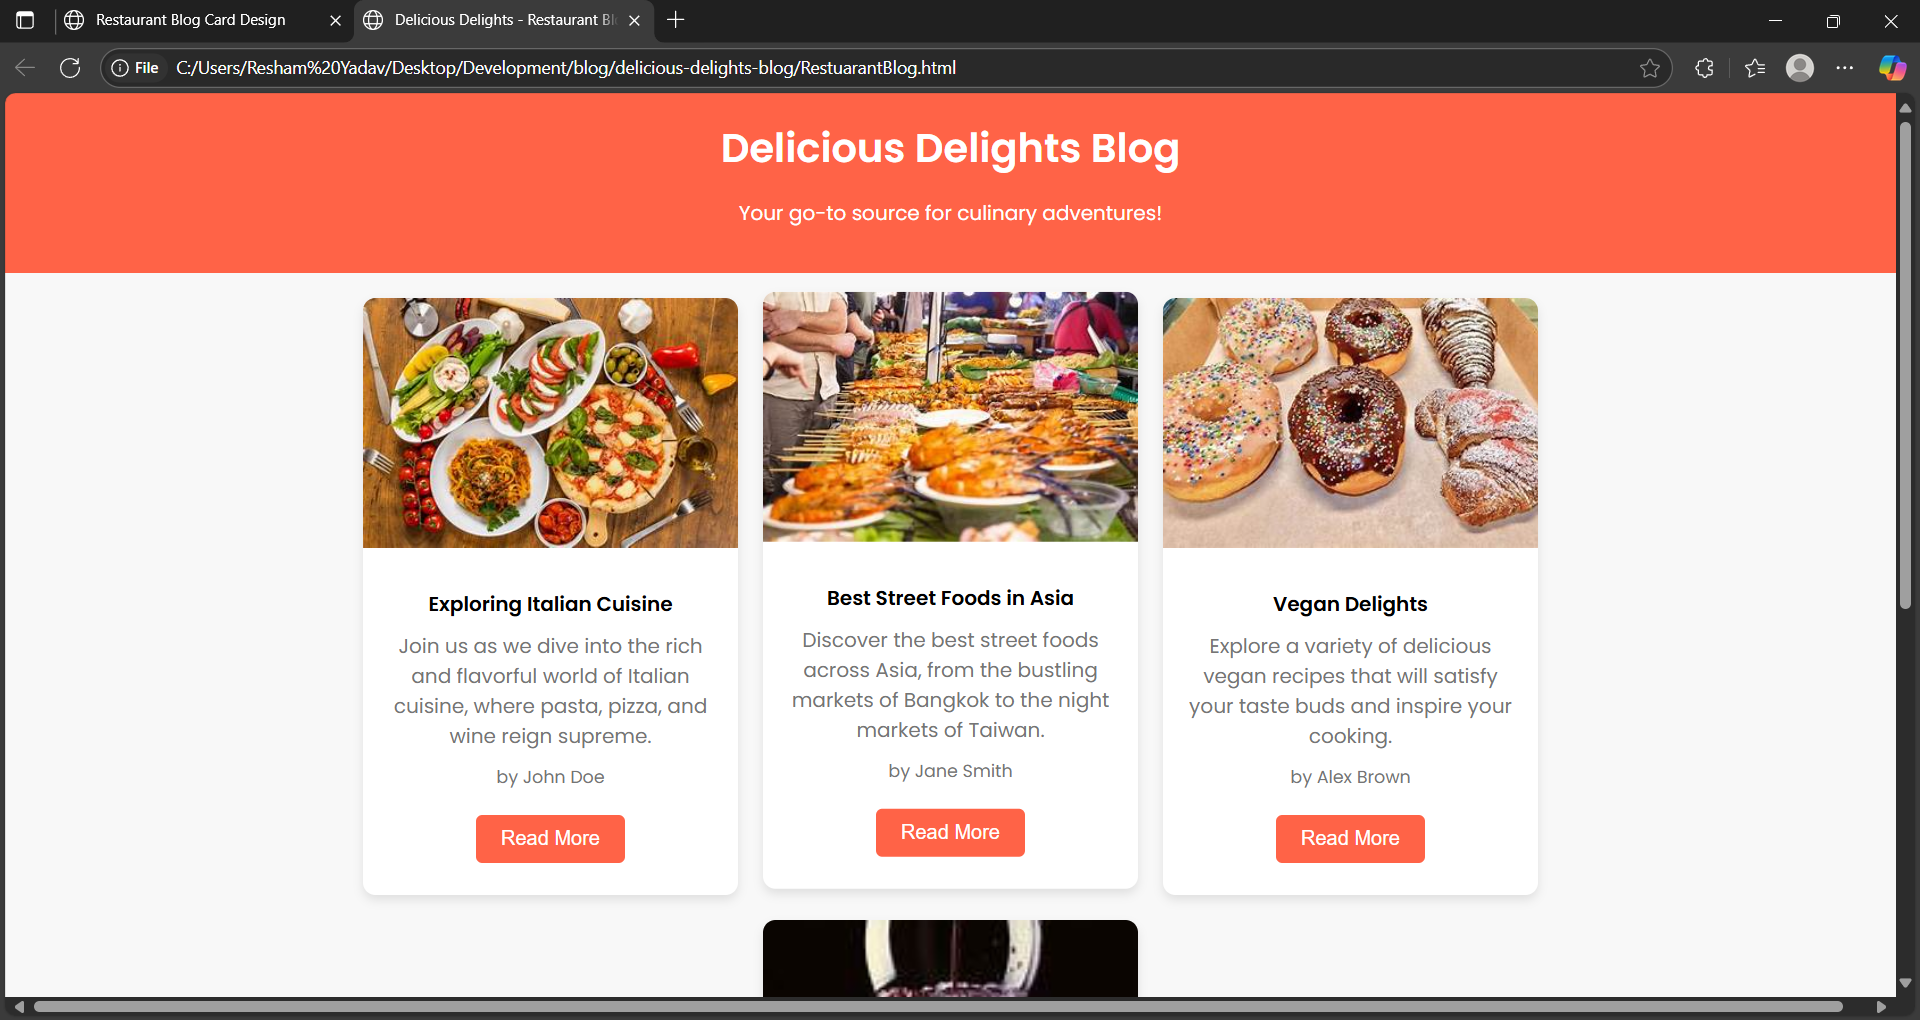 Restaurant Blog Card Design
Delicious Delights - Restaurant Bl
File
C:/Users/Resham%20Yadav/Desktop/Development/blog/delicious-delights-blog/RestuarantBlog.html
Delicious Delights Blog
Your go-to source for culinary adventures!
Exploring Italian Cuisine
Join us as we dive into the rich
and flavorful world of Italian
cuisine, where pasta, pizza, and
wine reign supreme.
by John Doe
Read More
Best Street Foods in Asia
Discover the best street foods
across Asia, from the bustling
markets of Bangkok to the night
markets of Taiwan.
by Jane Smith
Read More
Vegan Delights
Explore a variety of delicious
vegan recipes that will satisfy
your taste buds and inspire your
cooking.
by Alex Brown
Read More